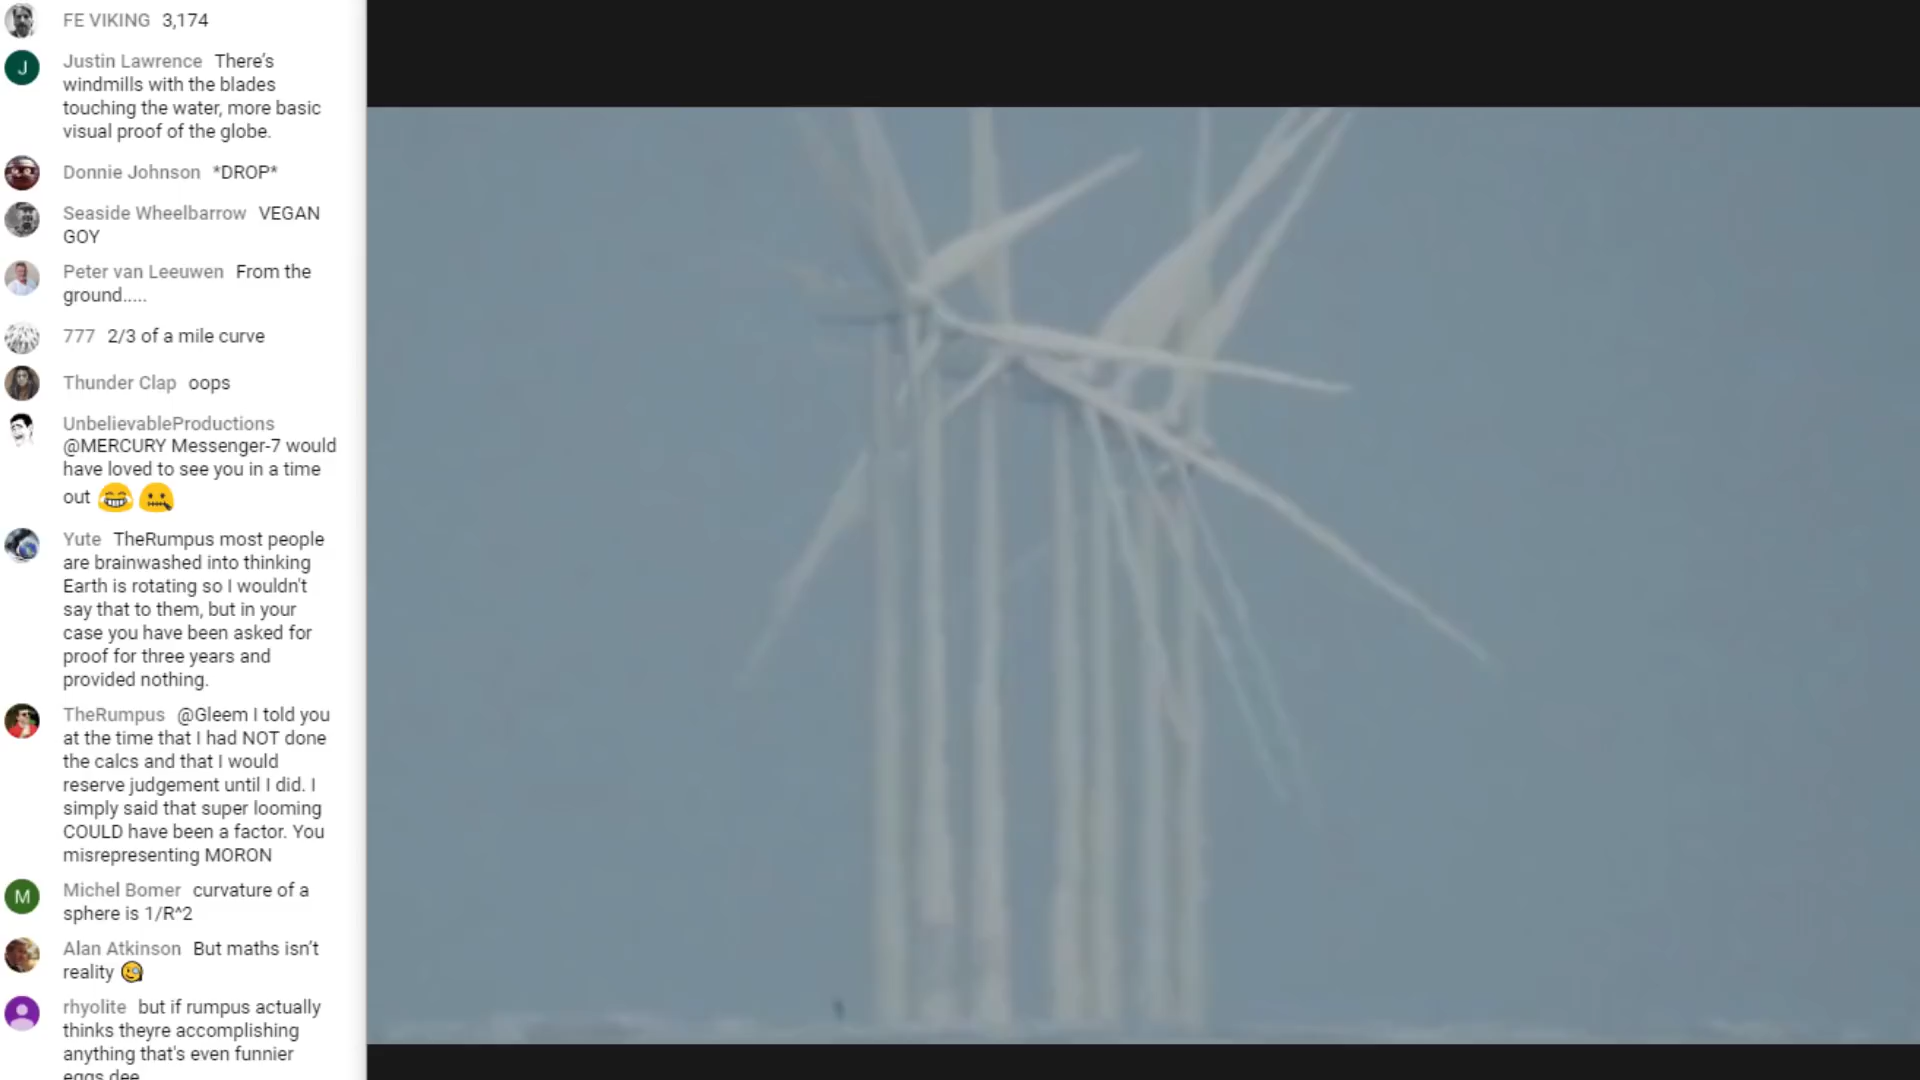 FE VIKING 3,174
J
Justin Lawrence There's
windmills with the blades
touching the water, more basic
visual proof of the globe.
Donnie Johnson *DROP*
Seaside Wheelbarrow VEGAN
GOY
Peter van Leeuwen From the
ground.....
777 2/3 of a mile curve
Thunder Clap oops
UnbelievableProductions
@MERCURY Messenger-7 would
have loved to see you in a time
out
Yute TheRumpus most people
are brainwashed into thinking
Earth is rotating so I wouldn't
say that to them, but in your
case you have been asked for
proof for three years and
provided nothing.
TheRumpus @Gleem I told you
at the time that I had NOT done
the calcs and that I would
reserve judgement until I did. I
simply said that super looming
COULD have been a factor. You
misrepresenting MORON
M
Michel Bomer curvature of a
sphere is 1/R^2
Alan Atkinson But maths isn't
reality
rhyolite but if rumpus actually
thinks theyre accomplishing
anything that's even funnier
eggs dee